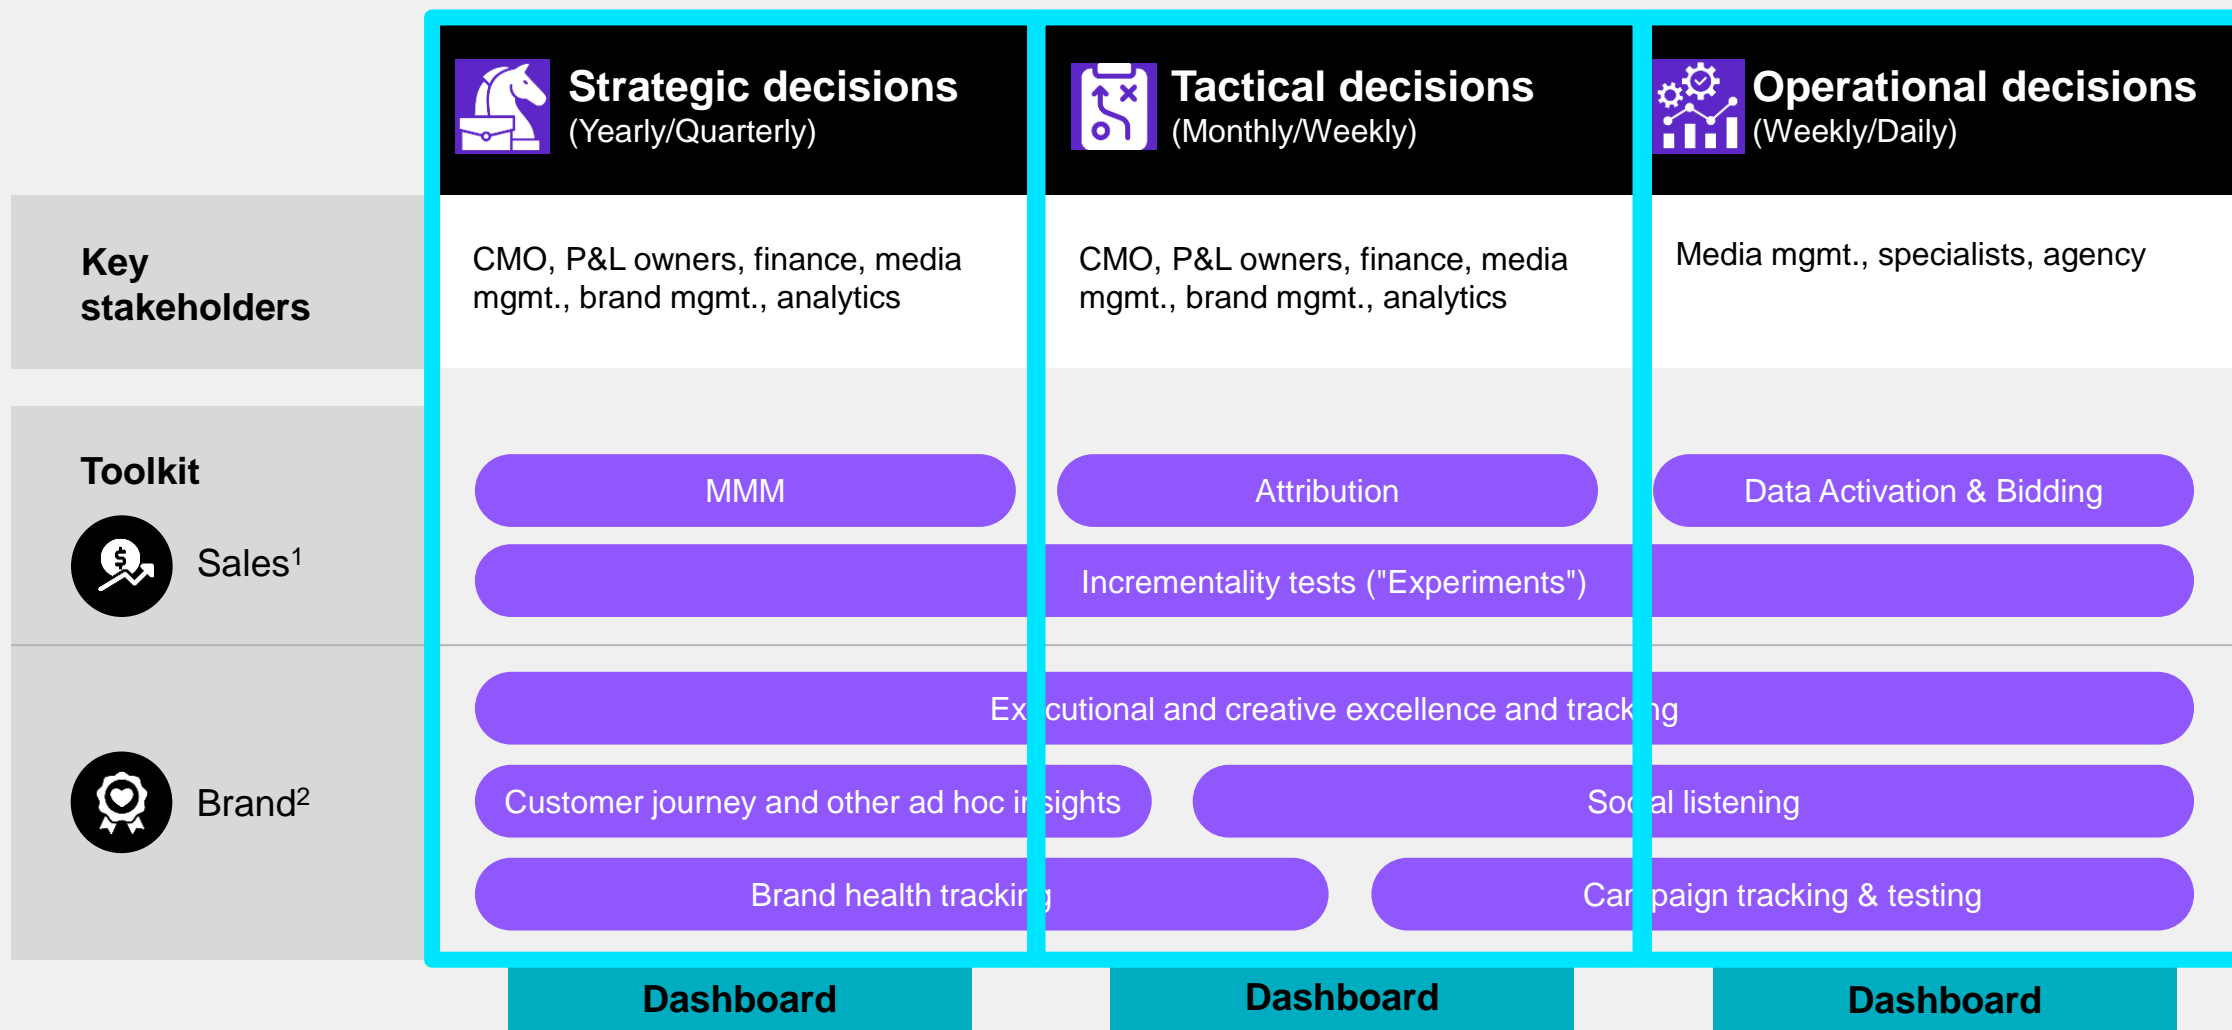 Strategic decisions
(Yearly/Quarterly)
Tactical decisions
(Monthly/Weekly)
Operational decisions
(Weekly/Daily)
Key
stakeholders
CMO, P&L owners, finance, media
mgmt., brand mgmt., analytics
CMO, P&L owners, finance, media
mgmt., brand mgmt., analytics
Media mgmt., specialists, agency
Toolkit
Sales¹
MMM
Attribution
Data Activation & Bidding
Incrementality tests ("Experiments")
Brand²
Executional and creative excellence and tracking
Customer journey and other ad hoc insights
Social listening
Brand health tracking
Campaign tracking & testing
Dashboard
Dashboard
Dashboard